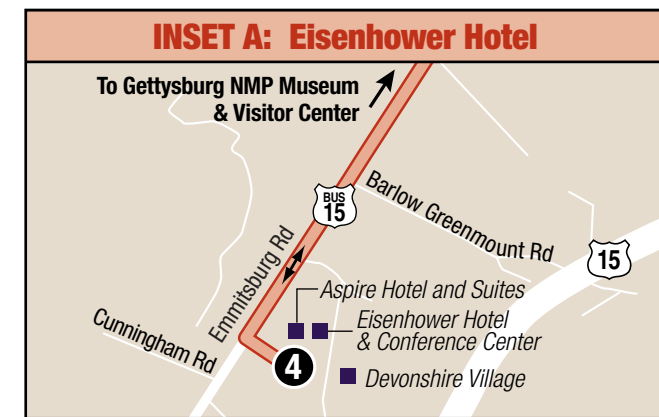 INSET A: Eisenhower Hotel
To Gettysburg NMP Museum
& Visitor Center
BUS
15
Barlow Greenmount Rd
15
Emmitsburg Rd
Aspire Hotel and Suites
Eisenhower Hotel
& Conference Center
Cunningham Rd
4
Devonshire Village